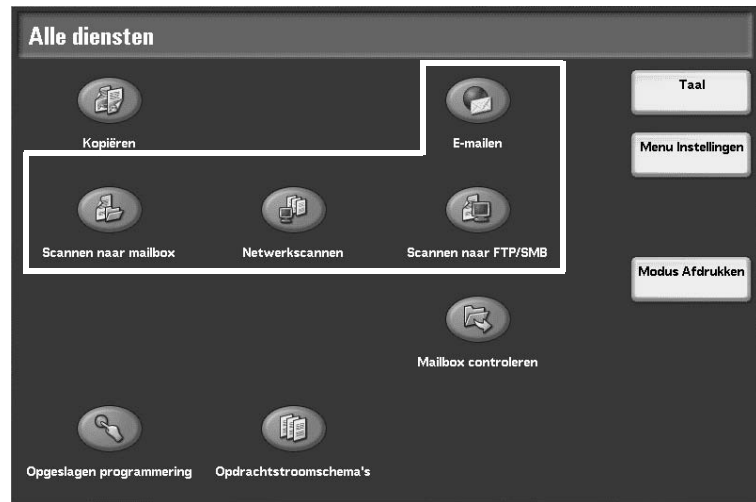 Alle diensten
Kopiëren
E-mailen
Taal
Menu Instellingen
Scannen naar mailbox
Netwerkscannen
Scannen naar FTP/SMB
Modus Afdrukken
Mailbox controleren
Opgeslagen programmering
Opdrachtstroomschema's